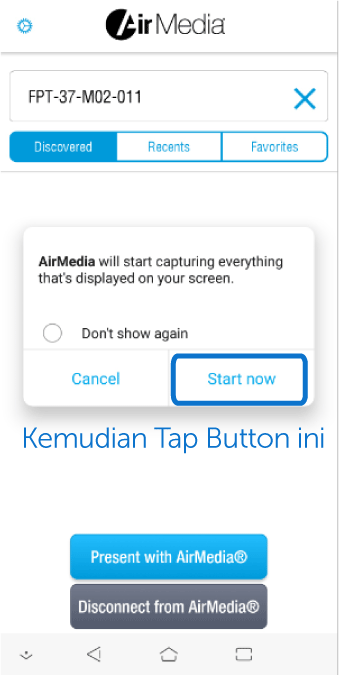 AirMedia
FPT-37-M02-011
Discovered Recents Favorites
AirMedia will start capturing everything
that's displayed on your screen.
Don't show again
Cancel Start now
Kemudian Tap Button ini
Present with AirMedia®
Disconnect from AirMedia®